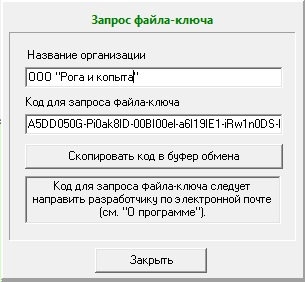 Запрос файла-ключа
Название организации
ООО "Рога и копыта"
Код для запроса файла-ключа
A5DD050G-Pi0ak8ID-00Bl00el-a6I19IE1-iRw1n0DS-I
Скопировать код в буфер обмена
Код для запроса файла-ключа следует
направить разработчику по электронной почте
(см. "О программе").
Закрыть